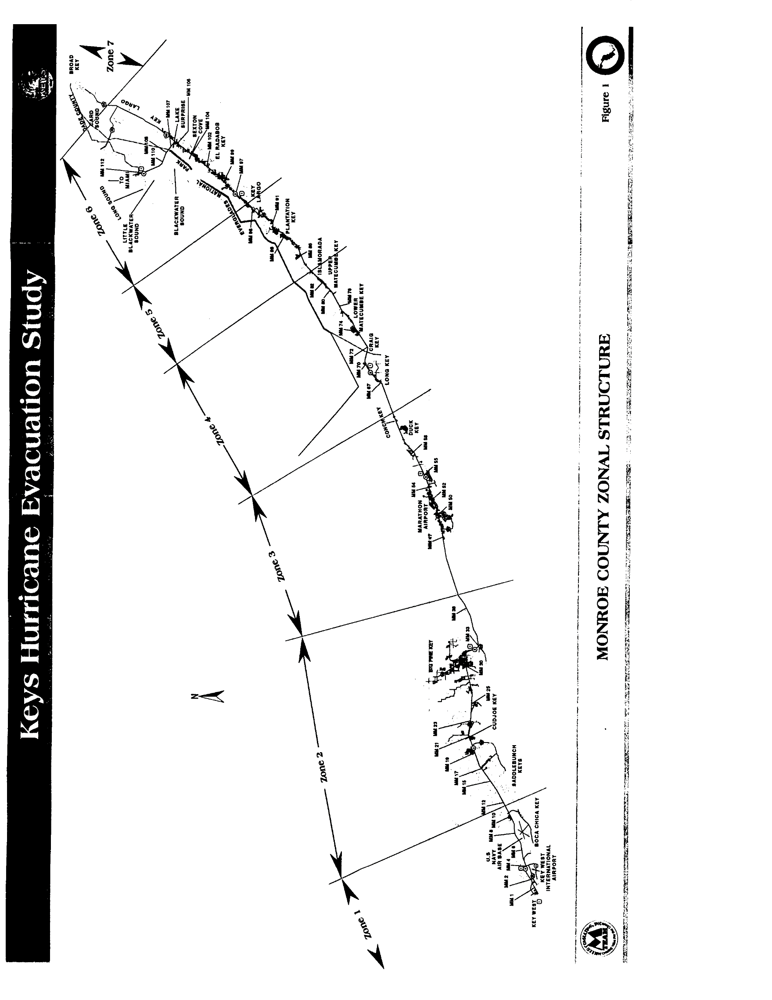 Keys Hurricane Evacuation Study
KEYS
Zone 1
Zone 2
Zone 3
Zone 4
Zone 5
Zone 6
Zone 7
N
BROAD
KEY
DADE COUNTY
CARD
SOUND
KEY LARGO
MM 112
TO
MIAMI
LONG SOUND
LITTLE
BLACKWATER
SOUND
BLACKWATER
SOUND
MM 110
MM 107
LAKE
SURPRISE
MM 106
SEXTON
COVE
MM 104
MM 102
EL RADABOB
KEY
MM 99
MM 97
EVERGLADES NATIONAL PARK
KEY
LARGO
MM 91
PLANTATION
KEY
ISLAMORADA
UPPER
MATECUMBE KEY
MM 82
MM 80
LOWER
MATECUMBE KEY
MM 74
MM 72
CRAIG
KEY
MM 70
MM 67
LONG KEY
CONCH KEY
DUCK
KEY
MM 58
MM 55
MM 54
MM 52
MM 50
MARATHON
AIRPORT
MM 47
MM 33
BIG PINE KEY
MM 30
MM 25
CUDJOE KEY
MM 23
MM 21
MM 19
MM 17
MM 15
SADDLEBUNCH
KEYS
MM 12
MM 10
MM 8
BOCA CHICA KEY
U.S
NAVY
AIR BASE
MM 6
MM 4
KEY WEST
INTERNATIONAL
AIRPORT
MM 2
MM 1
KEY WEST
TEAM
MONROE COUNTY ZONAL STRUCTURE
Figure 1